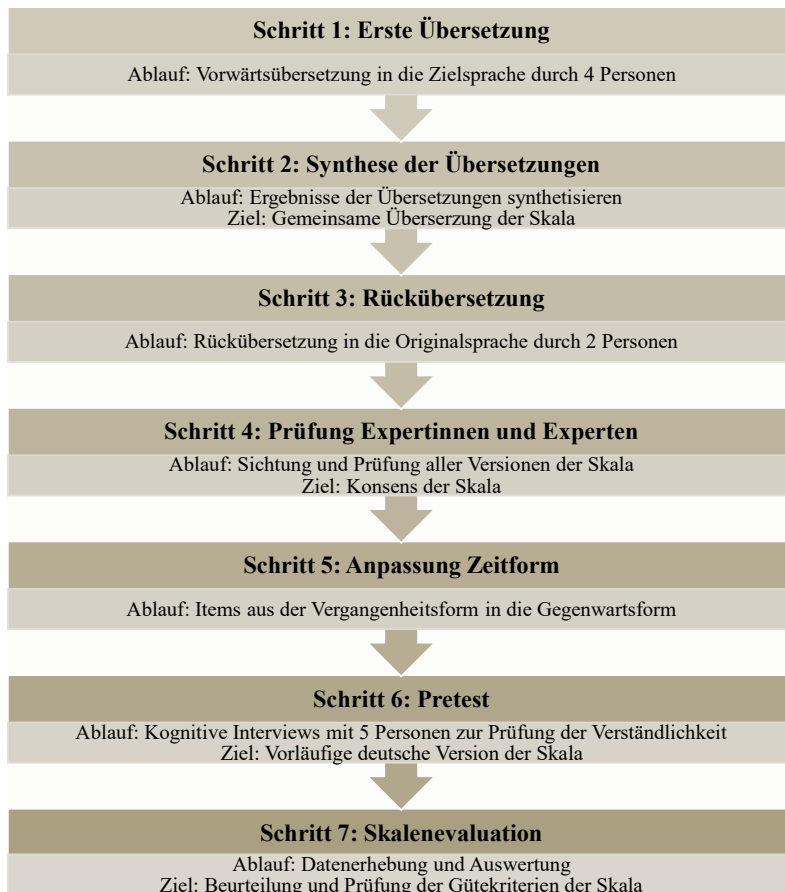 Schritt 1: Erste Übersetzung
Ablauf: Vorwärtsübersetzung in die Zielsprache durch 4 Personen
Schritt 2: Synthese der Übersetzungen
Ablauf: Ergebnisse der Übersetzungen synthetisieren
Ziel: Gemeinsame Überserzung der Skala
Schritt 3: Rückübersetzung
Ablauf: Rückübersetzung in die Originalsprache durch 2 Personen
Schritt 4: Prüfung Expertinnen und Experten
Ablauf: Sichtung und Prüfung aller Versionen der Skala
Ziel: Konsens der Skala
Schritt 5: Anpassung Zeitform
Ablauf: Items aus der Vergangenheitsform in die Gegenwartsform
Schritt 6: Pretest
Ablauf: Kognitive Interviews mit 5 Personen zur Prüfung der Verständlichkeit
Ziel: Vorläufige deutsche Version der Skala
Schritt 7: Skalenevaluation
Ablauf: Datenerhebung und Auswertung
Ziel: Beurteilung und Prüfung der Gütekriterien der Skala